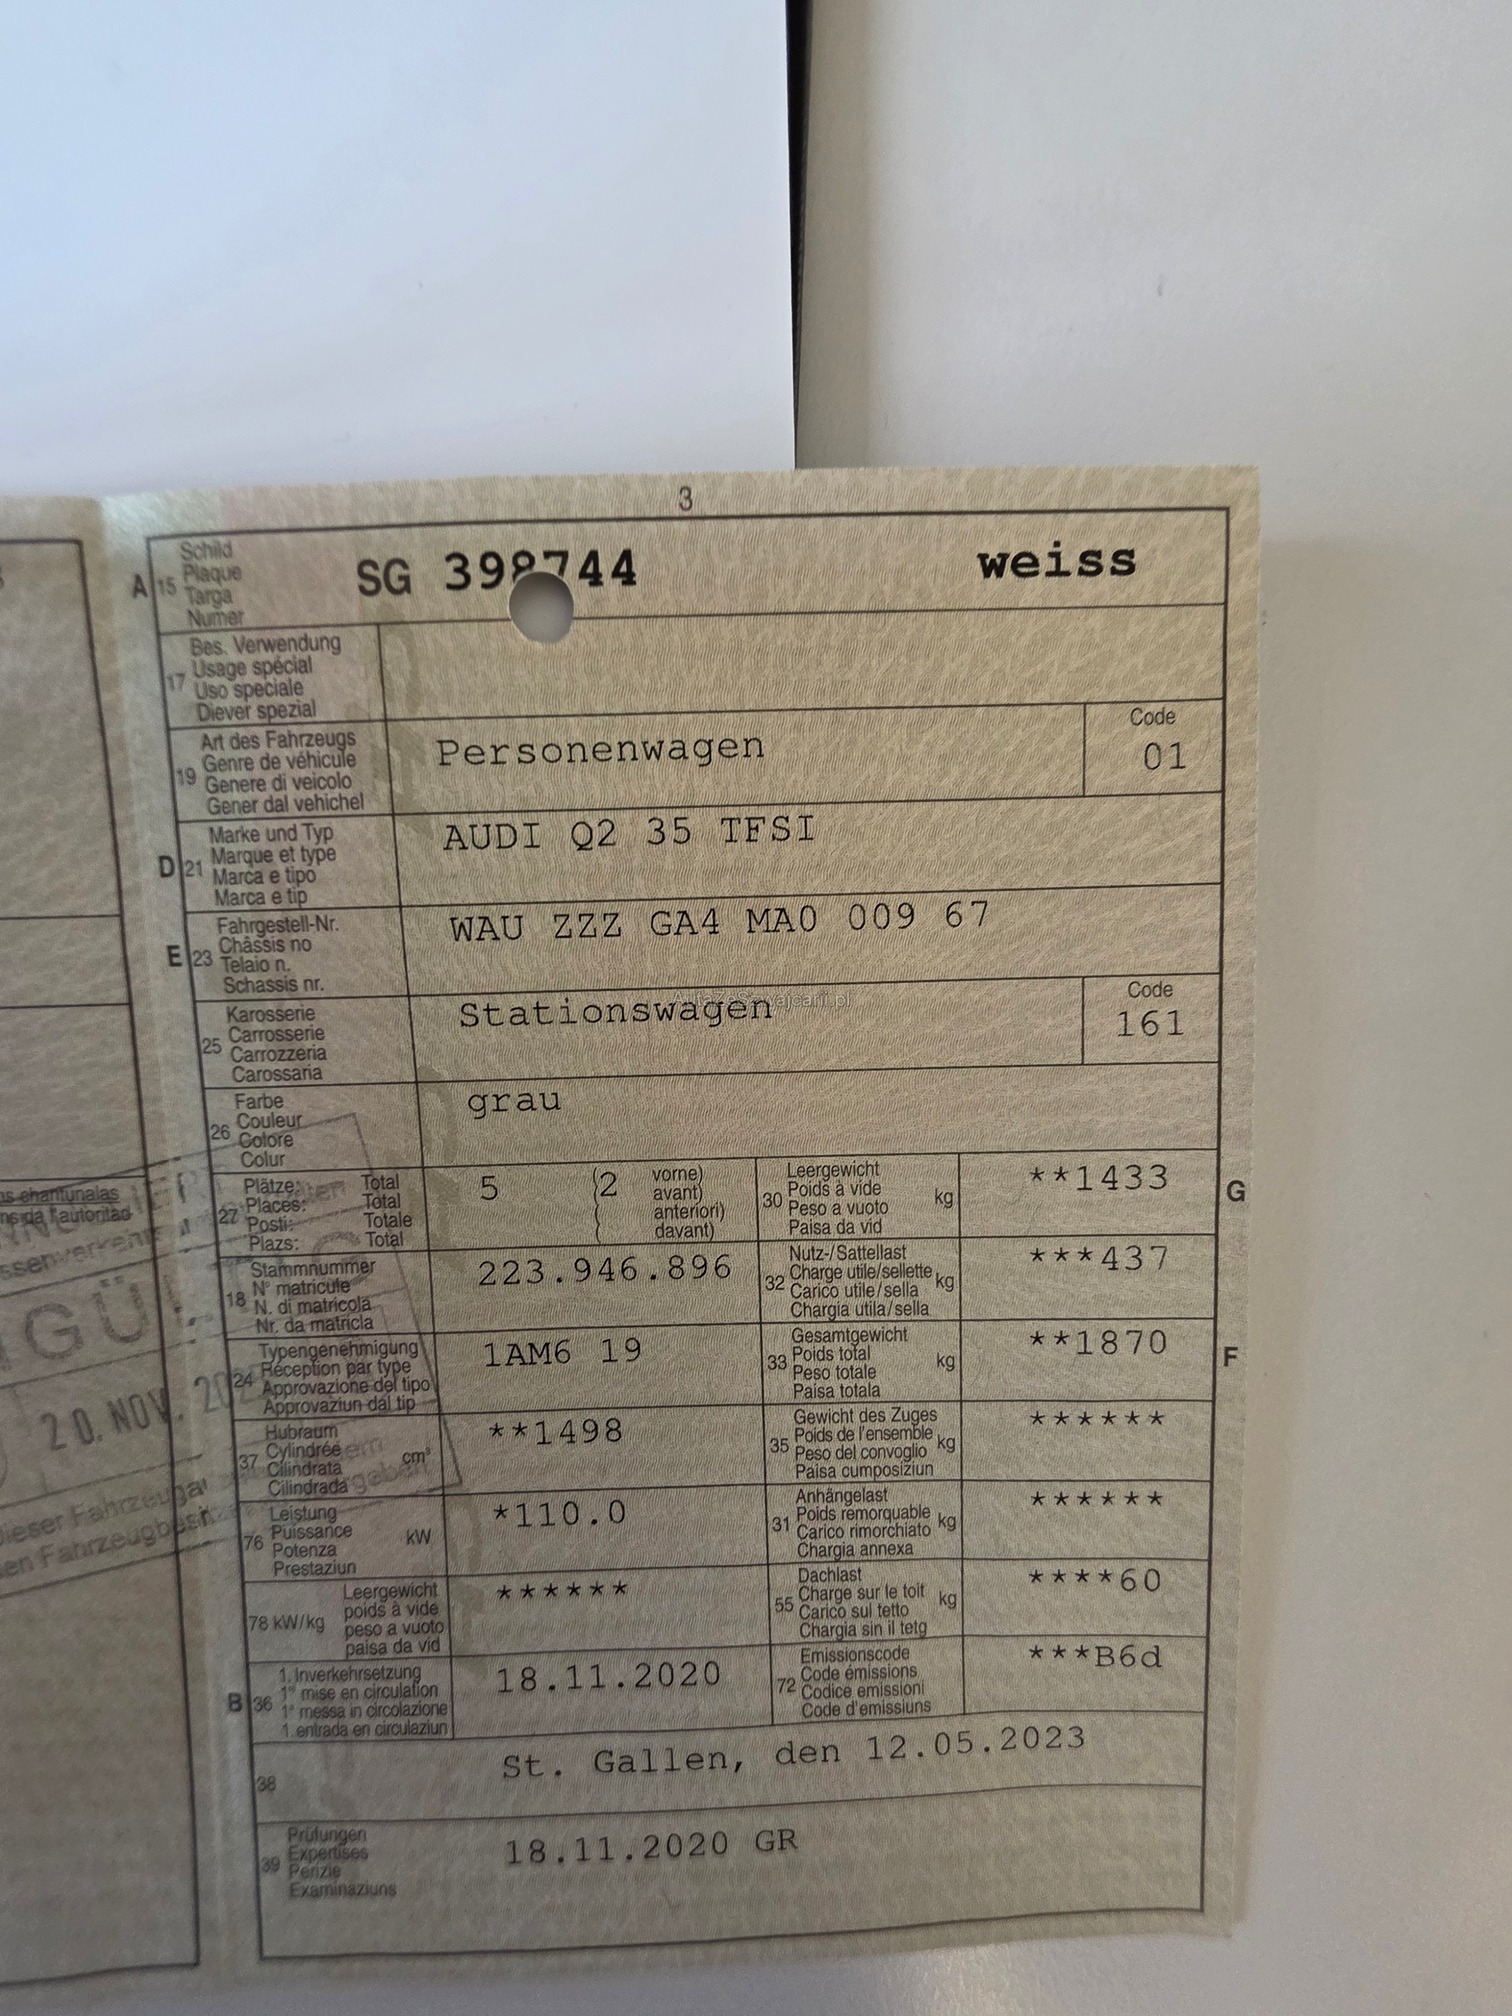 3
A 15 Schild Plaque Targa Numer SG 398744 weiss
17 Bes. Verwendung
Usage spécial
Uso speciale
Diever spezial
19 Art des Fahrzeugs
Genre de véhicule
Genere di veicolo
Gener dal vehichel
Personenwagen
Code
01
D 21 Marke und Typ
Marque et type
Marca e tipo
Marca e tip
AUDI Q2 35 TFSI
E 23 Fahrgestell-Nr.
Châssis no
Telaio n.
Schassis nr.
WAU ZZZ GA4 MA0 009 67
25 Karosserie
Carrosserie
Carrozzeria
Carossaria
Stationswagen
AutaZeSzwajcarii.pl
Code
161
26 Farbe
Couleur
Colore
Colur
grau
27 Plätze: Total
Places: Total
Posti: Totale
Plazs: Total
5 (2 vorne)
avant)
anteriori)
davant)
30 Leergewicht
Poids à vide
Peso a vuoto
Paisa da vid
kg
**1433
G
18 Stammnummer
N° matricule
N. di matricola
Nr. da matricla
223.946.896
32 Nutz-/Sattellast
Charge utile/sellette
Carico utile/sella
Chargia utila/sella
kg
***437
24 Typengenehmigung
Réception par type
Approvazione del tipo
Approvaziun dal tip
1AM6 19
33 Gesamtgewicht
Poids total
Peso totale
Paisa totala
kg
**1870
F
37 Hubraum
Cylindrée
Cilindrata
Cilindrada
cm³
**1498
35 Gewicht des Zuges
Poids de l'ensemble
Peso del convoglio
Paisa cumposiziun
kg
******
76 Leistung
Puissance
Potenza
Prestaziun
kW
*110.0
31 Anhängelast
Poids remorquable
Carico rimorchiato
Chargia annexa
kg
******
78 kW/kg Leergewicht
poids à vide
peso a vuoto
paisa da vid
******
55 Dachlast
Charge sur le toit
Carico sul tetto
Chargia sin il tetg
kg
****60
B 36 1. Inverkehrsetzung
1re mise en circulation
1a messa in circolazione
1. entrada en circulaziun
18.11.2020
72 Emissionscode
Code émissions
Codice emissioni
Code d'emissiuns
***B6d
38 St. Gallen, den 12.05.2023
39 Prüfungen
Expertises
Perizie
Examinaziuns
18.11.2020 GR
chantunalas
da l'autoritad
20. NOV.
dieser Fahrzeug